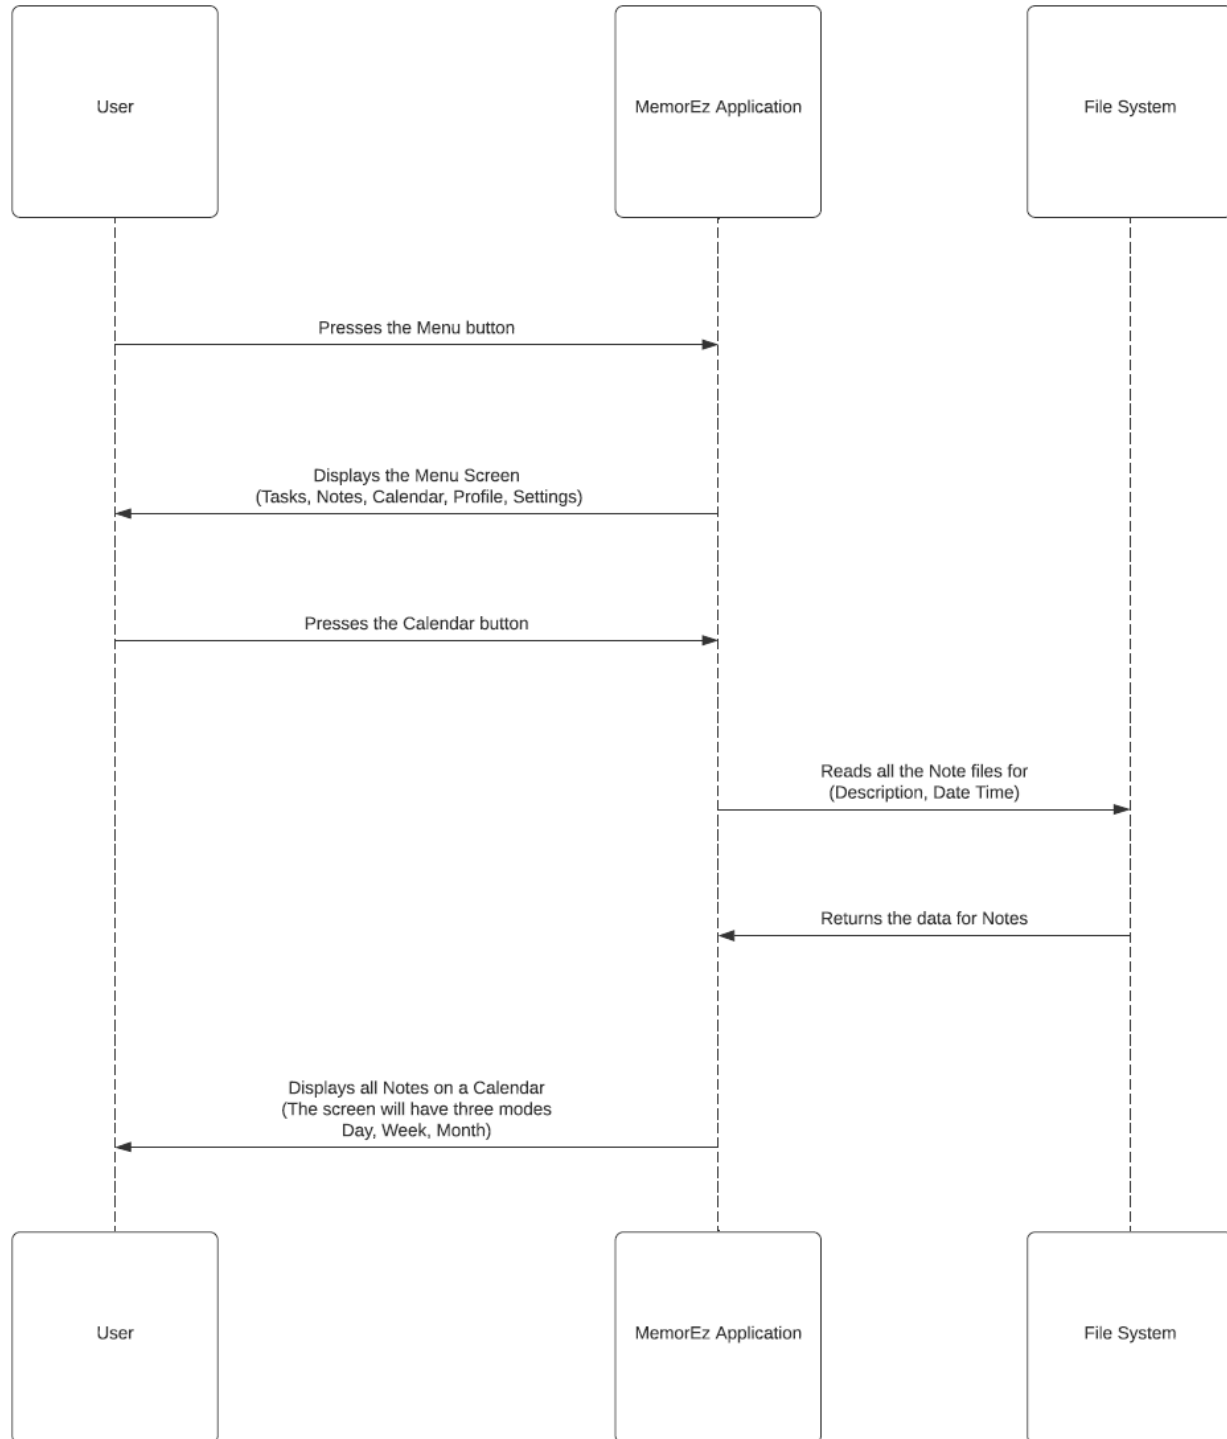 User
MemorEz Application
File System
Presses the Menu button
Displays the Menu Screen
(Tasks, Notes, Calendar, Profile, Settings)
Presses the Calendar button
Reads all the Note files for
(Description, Date Time)
Returns the data for Notes
Displays all Notes on a Calendar
(The screen will have three modes
Day, Week, Month)
User
MemorEz Application
File System